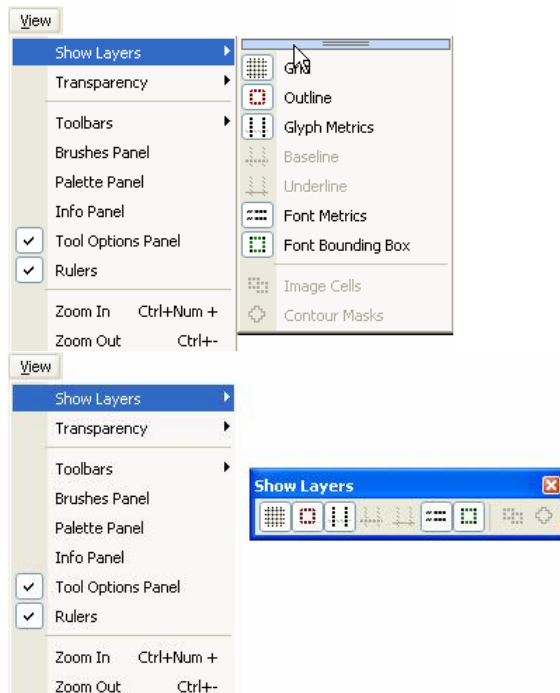 View
Show Layers
Transparency
Toolbars
Brushes Panel
Palette Panel
Info Panel
Tool Options Panel
Rulers
Zoom In Ctrl+Num +
Zoom Out Ctrl+-
Grid
Outline
Glyph Metrics
Baseline
Underline
Font Metrics
Font Bounding Box
Image Cells
Contour Masks
View
Show Layers
Transparency
Toolbars
Brushes Panel
Palette Panel
Info Panel
Tool Options Panel
Rulers
Zoom In Ctrl+Num +
Zoom Out Ctrl+-
Show Layers